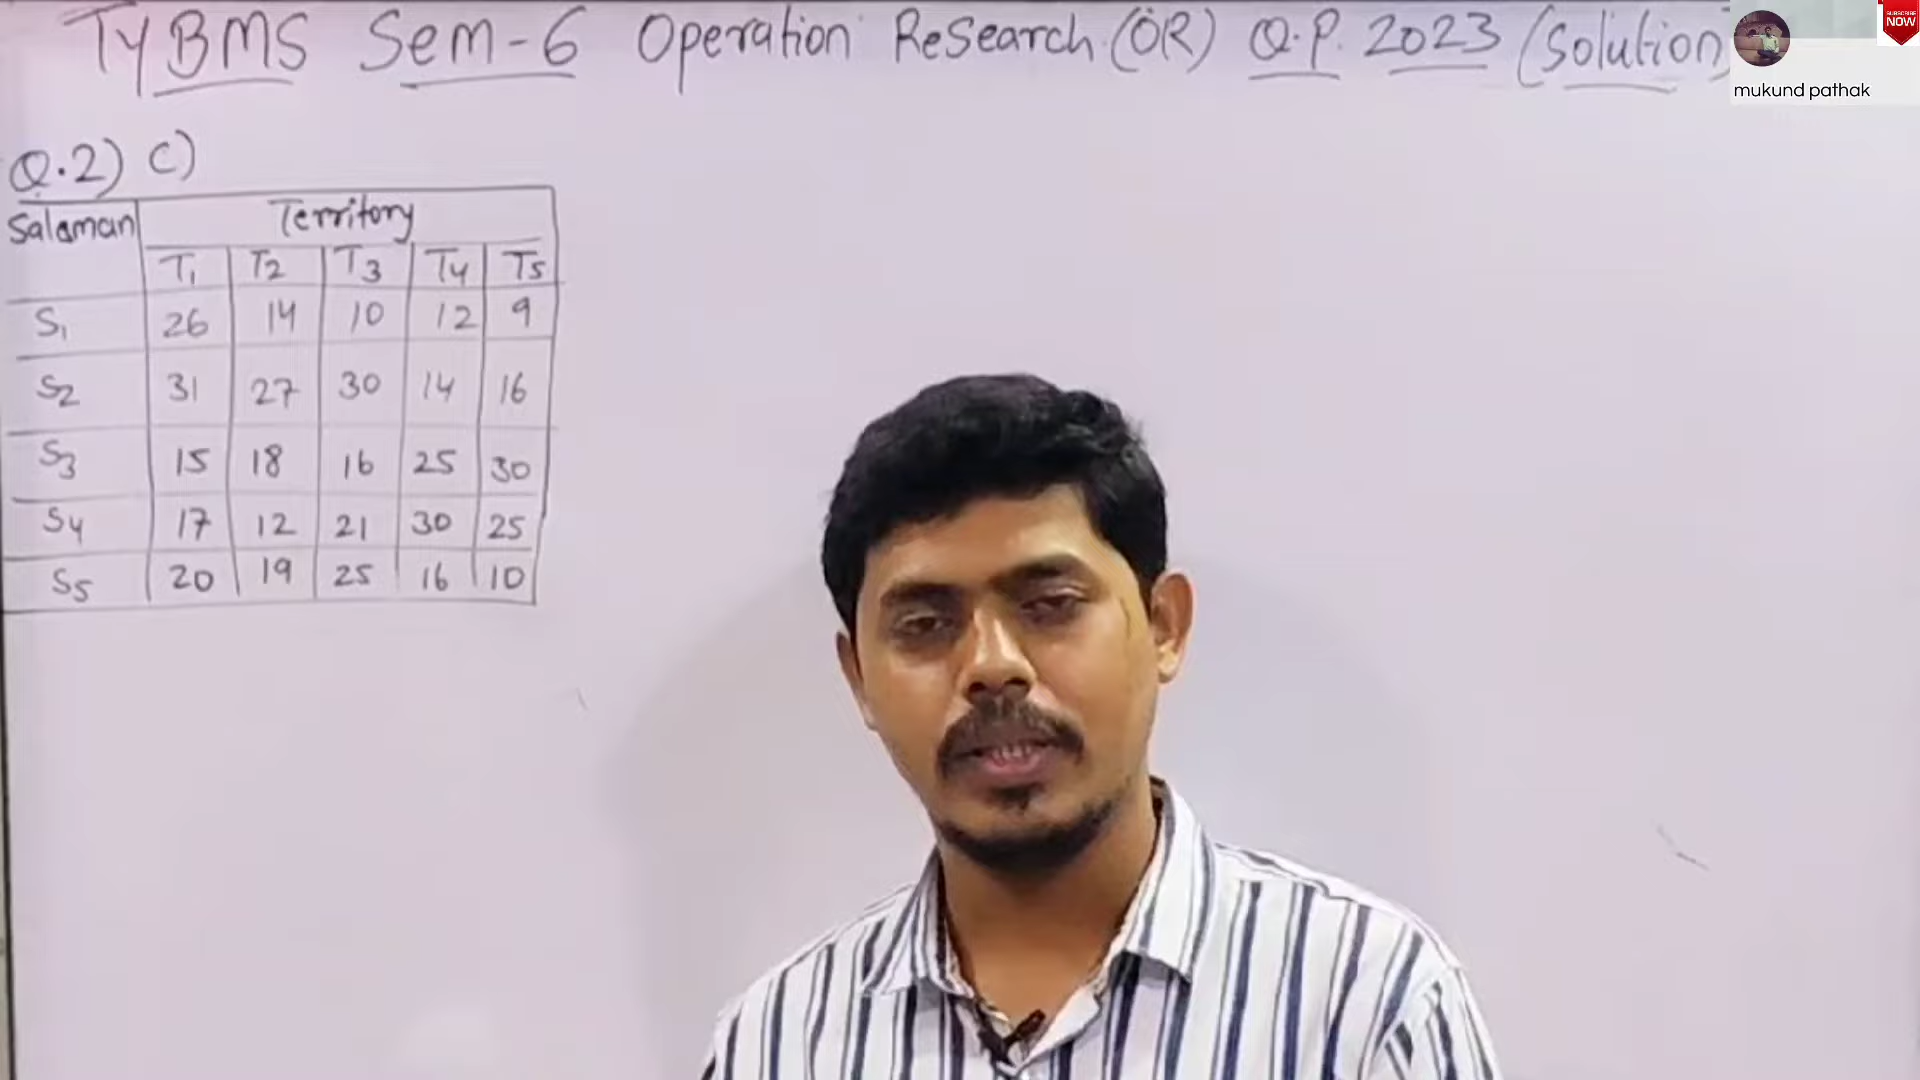 TyBMS Sem-6 Operation ReSearch (OR) Q.P. 2023 (Solution)
SUBSCRIBE
NOW
mukund pathak
Q.2) C)
Salaman Territory
T1 T2 T3 T4 T5
S1 26 14 10 12 9
S2 31 27 30 14 16
S3 15 18 16 25 30
S4 17 12 21 30 25
S5 20 19 25 16 10